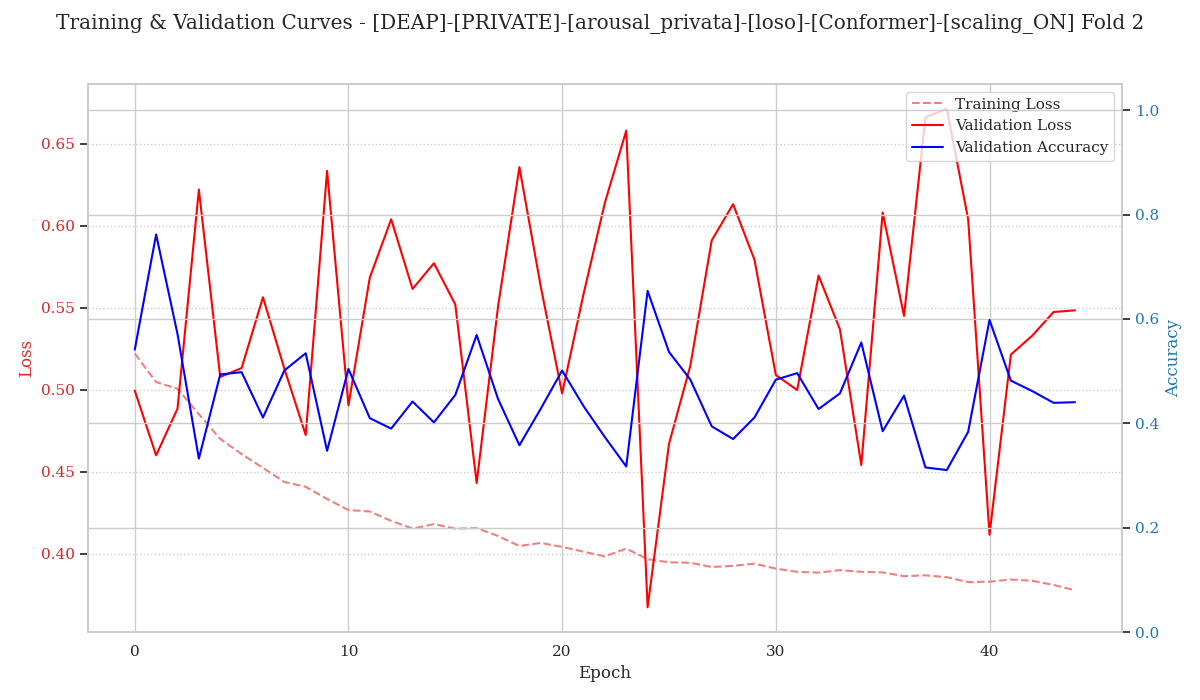 Training & Validation Curves - [DEAP]-[PRIVATE]-[arousal_privata]-[loso]-[Conformer]-[scaling_ON] Fold 2
Training Loss
Validation Loss
Validation Accuracy
Loss
0.65
0.60
0.55
0.50
0.45
0.40
1.0
0.8
0.6
0.4
0.2
0.0
Accuracy
0
10
20
30
40
Epoch